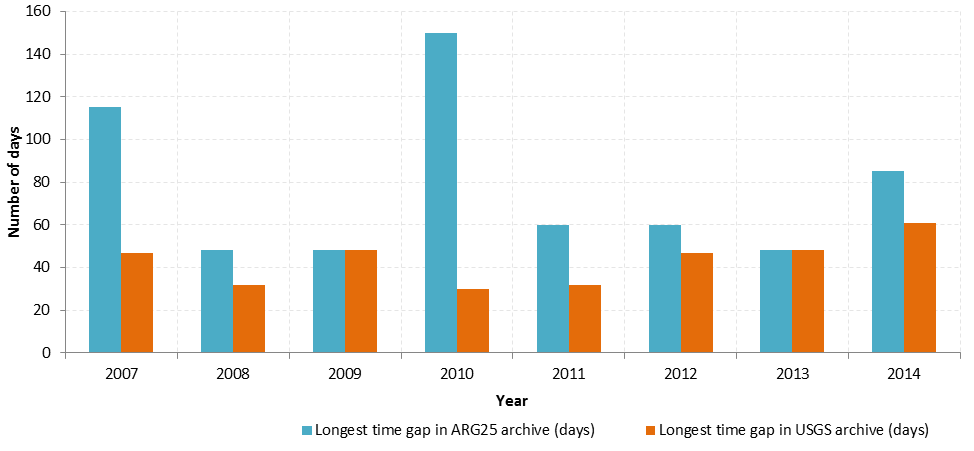 160
140
120
100
80
60
40
20
0
Number of days
2007 2008 2009 2010 2011 2012 2013 2014
Year
Longest time gap in ARG25 archive (days) Longest time gap in USGS archive (days)